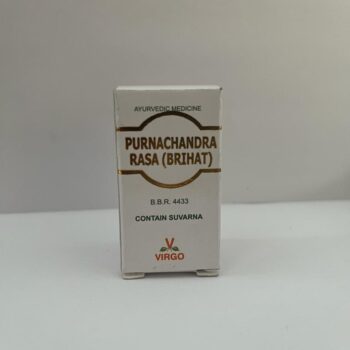 AYURVEDIC MEDICINE
PURNACHANDRA
RASA (BRIHAT)
B.B.R. 4433
CONTAIN SUVARNA
VIRGO